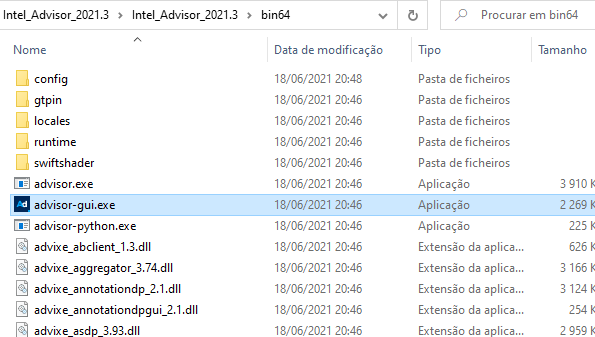 Intel_Advisor_2021.3 > Intel_Advisor_2021.3 > bin64 Procurar em bin64
Nome Data de modificação Tipo Tamanho
config 18/06/2021 20:48 Pasta de ficheiros
gtpin 18/06/2021 20:46 Pasta de ficheiros
locales 18/06/2021 20:46 Pasta de ficheiros
runtime 18/06/2021 20:46 Pasta de ficheiros
swiftshader 18/06/2021 20:46 Pasta de ficheiros
advisor.exe 18/06/2021 20:46 Aplicação 3 910 K
Ad advisor-gui.exe 18/06/2021 20:46 Aplicação 2 269 K
advisor-python.exe 18/06/2021 20:46 Aplicação 225 K
advixe_abclient_1.3.dll 18/06/2021 20:46 Extensão da aplica... 626 K
advixe_aggregator_3.74.dll 18/06/2021 20:46 Extensão da aplica... 3 166 K
advixe_annotationdp_2.1.dll 18/06/2021 20:46 Extensão da aplica... 3 124 K
advixe_annotationdpgui_2.1.dll 18/06/2021 20:46 Extensão da aplica... 254 K
advixe_asdp_3.93.dll 18/06/2021 20:46 Extensão da aplica... 2 959 K